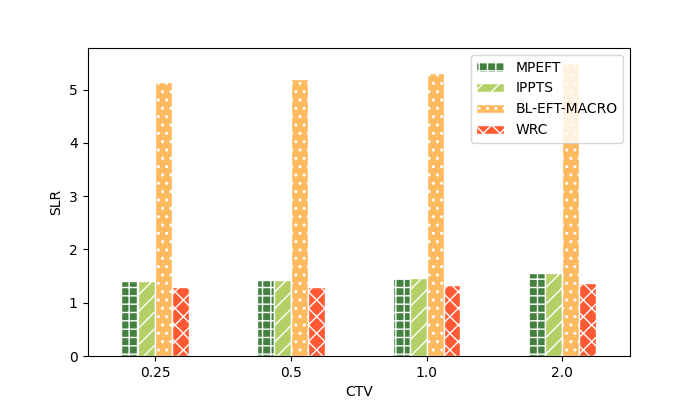 MPEFT
IPPTS
BL-EFT-MACRO
WRC
SLR
5
4
3
2
1
0
0.25 0.5 1.0 2.0
CTV